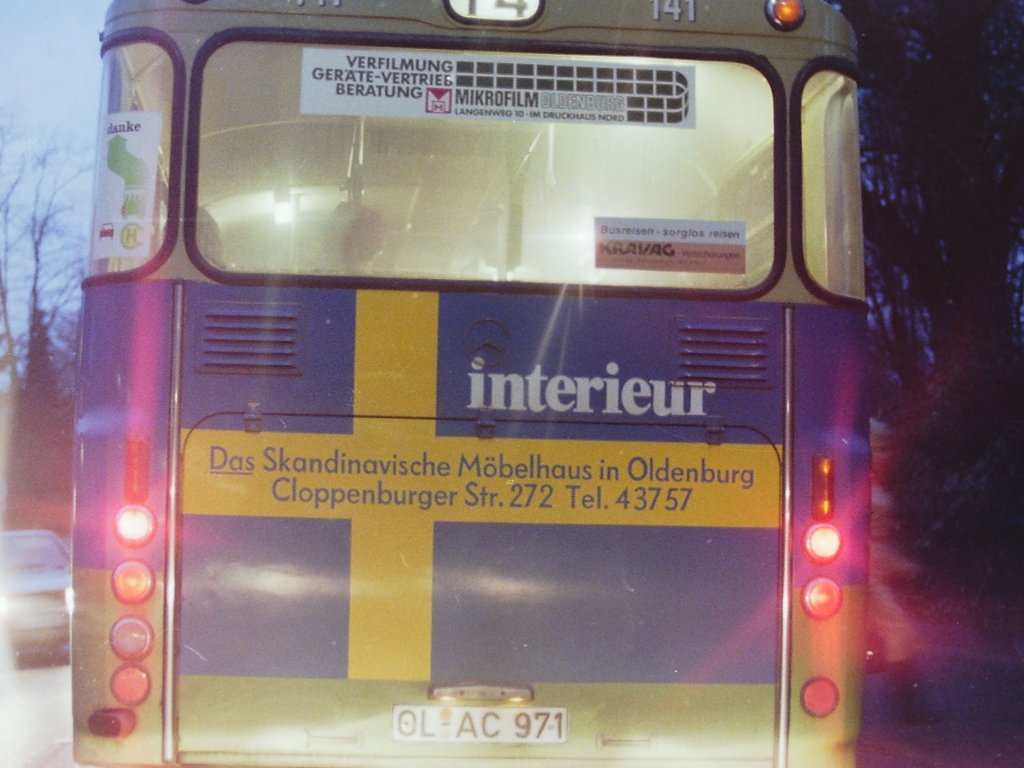 14
141
VERFILMUNG
GERÄTE-VERTRIEB
BERATUNG
MIKROFILM OLDENBURG
LANGENWEG 10 · IM DRUCKHAUS NORD
danke
H
Busreisen - sorglos reisen
KRAVAG Versicherungen
interieur
Das Skandinavische Möbelhaus in Oldenburg
Cloppenburger Str. 272 Tel. 43757
OL-AC 971